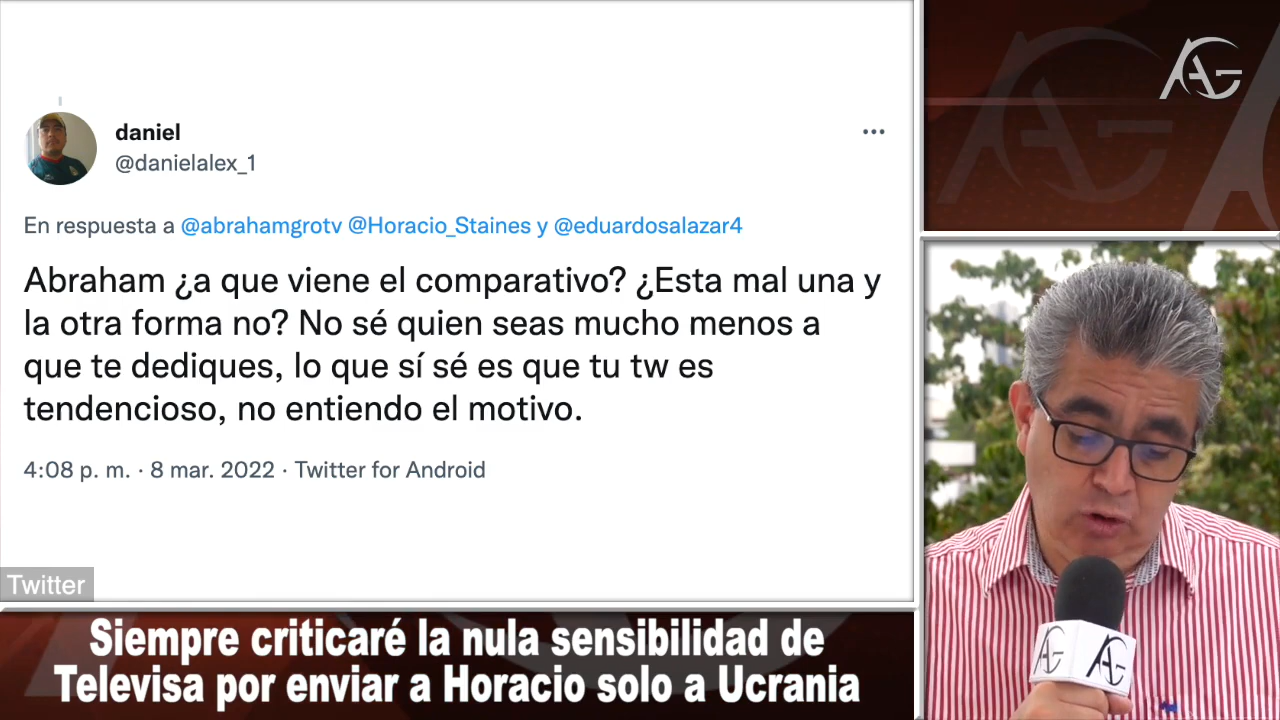 daniel
@danielalex_1
En respuesta a @abrahamgrotv @Horacio_Staines y @eduardosalazar4
Abraham ¿a que viene el comparativo? ¿Esta mal una y
la otra forma no? No sé quien seas mucho menos a
que te dediques, lo que sí sé es que tu tw es
tendencioso, no entiendo el motivo.
4:08 p. m. · 8 mar. 2022 · Twitter for Android
Twitter
Siempre criticaré la nula sensibilidad de
Televisa por enviar a Horacio solo a Ucrania
AG
AG
AG